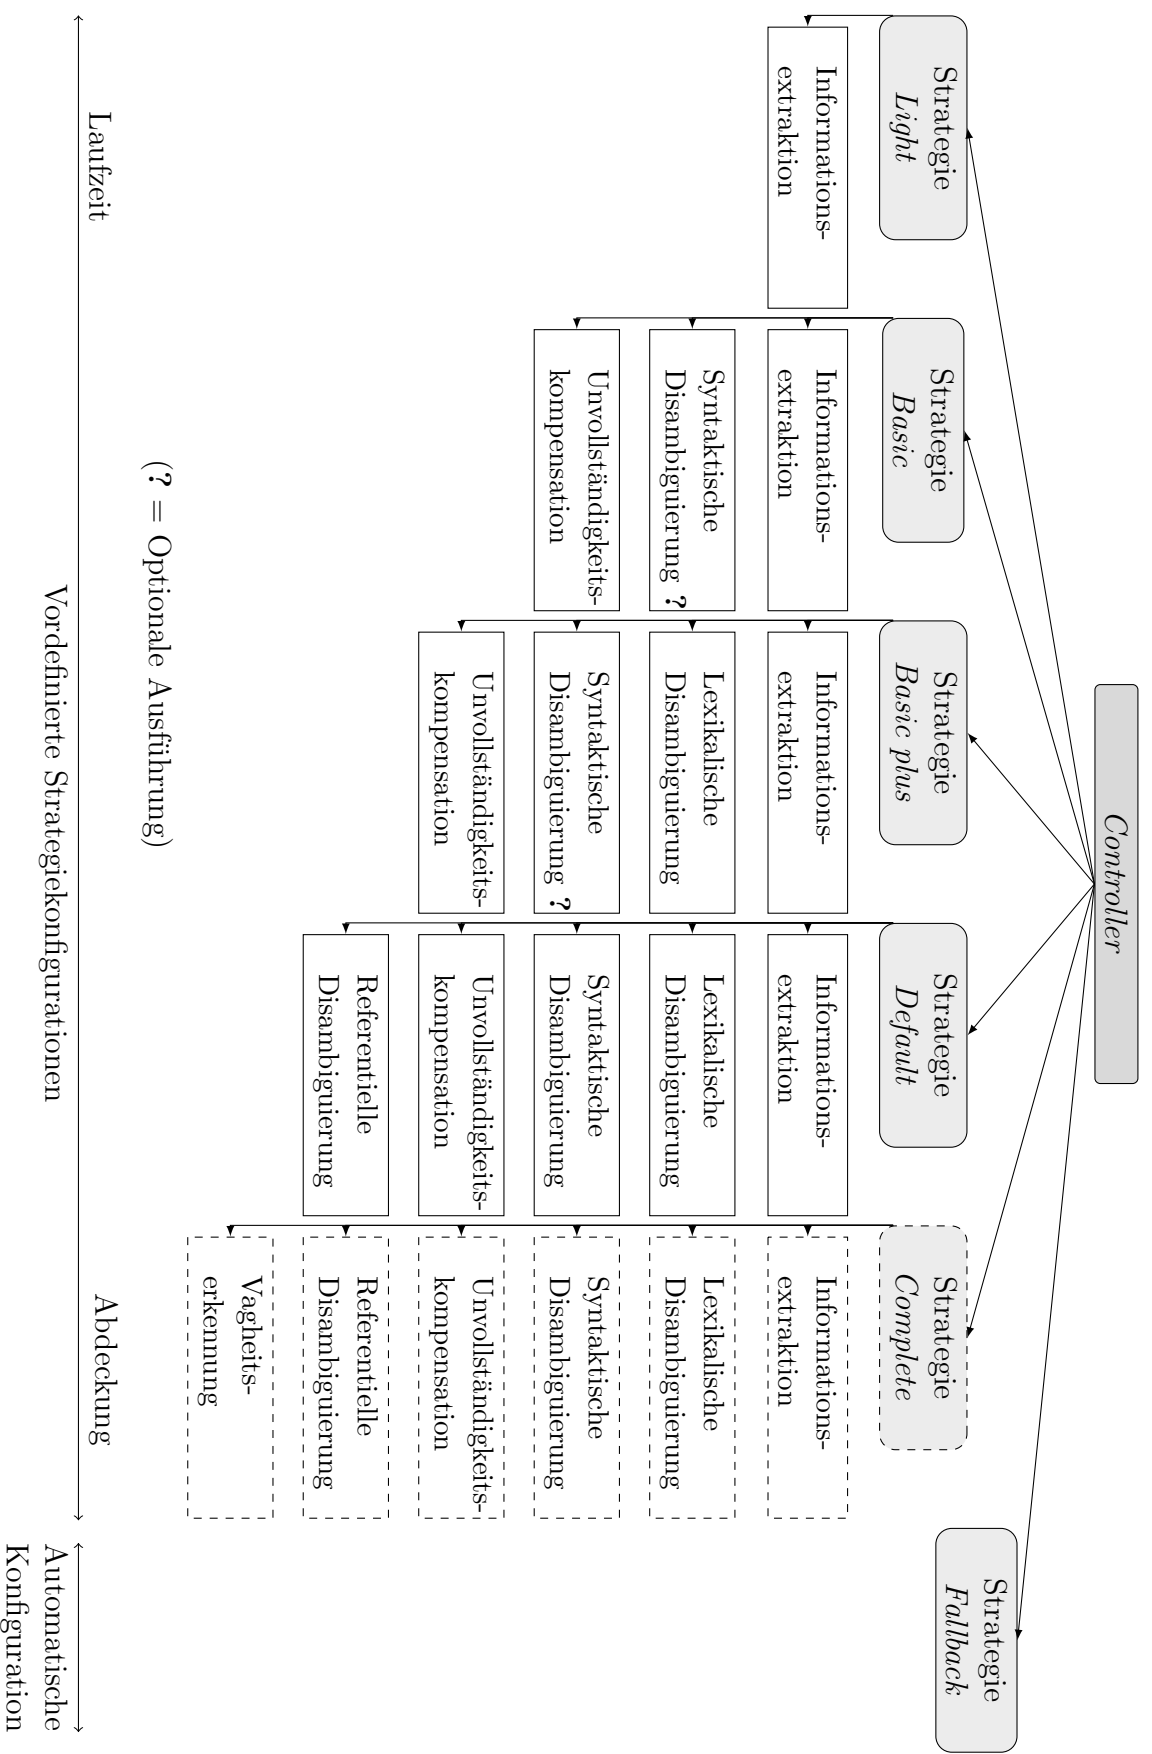 Controller
Strategie
Light
Informations-
extraktion
Strategie
Basic
Informations-
extraktion
Syntaktische
Disambiguierung ?
Unvollständigkeits-
kompensation
Strategie
Basic plus
Informations-
extraktion
Lexikalische
Disambiguierung
Syntaktische
Disambiguierung ?
Unvollständigkeits-
kompensation
Strategie
Default
Informations-
extraktion
Lexikalische
Disambiguierung
Syntaktische
Disambiguierung
Unvollständigkeits-
kompensation
Referentielle
Disambiguierung
Strategie
Complete
Informations-
extraktion
Lexikalische
Disambiguierung
Syntaktische
Disambiguierung
Unvollständigkeits-
kompensation
Referentielle
Disambiguierung
Vagheits-
erkennung
Strategie
Fallback
(? = Optionale Ausführung)
Laufzeit
Abdeckung
Vordefinierte Strategiekonfigurationen
Automatische
Konfiguration